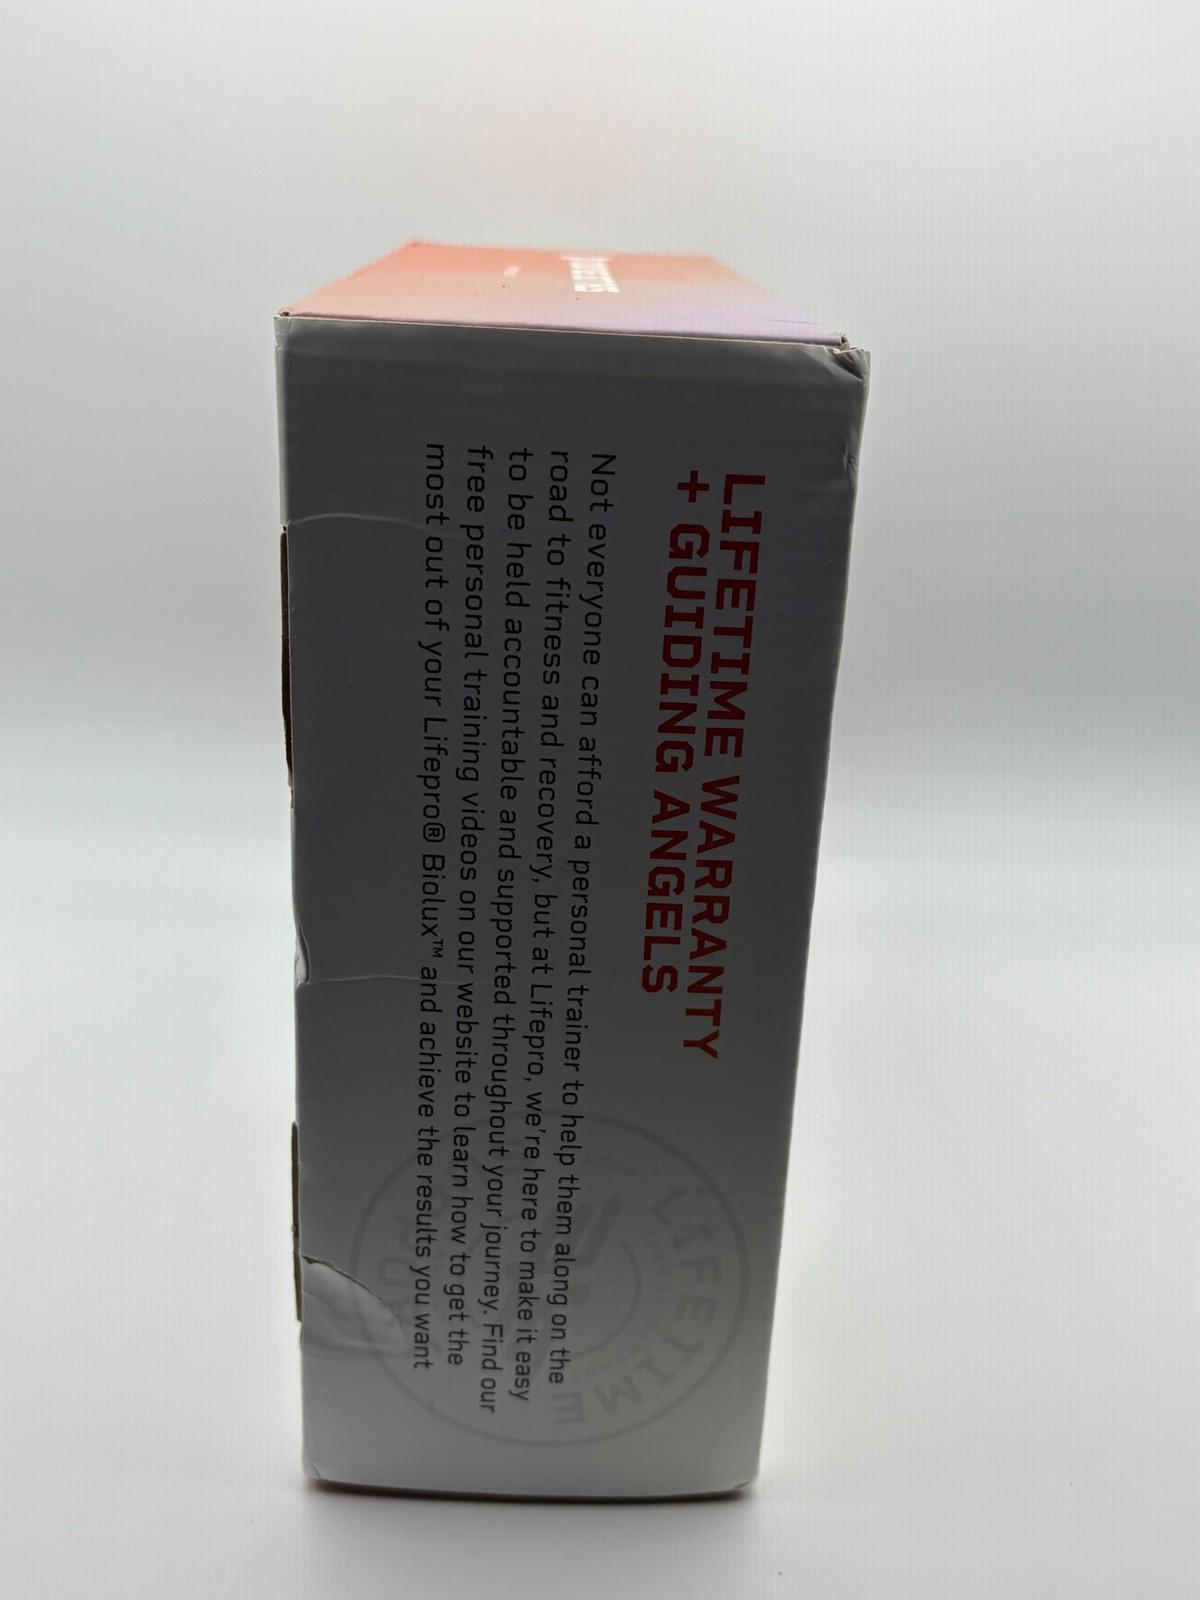 LIFETIME WARRANTY
+ GUIDING ANGELS
Not everyone can afford a personal trainer to help them along on the
road to fitness and recovery, but at Lifepro, we're here to make it easy
to be held accountable and supported throughout your journey. Find our
free personal training videos on our website to learn how to get the
most out of your Lifepro® Biolux™ and achieve the results you want
LIFETIME